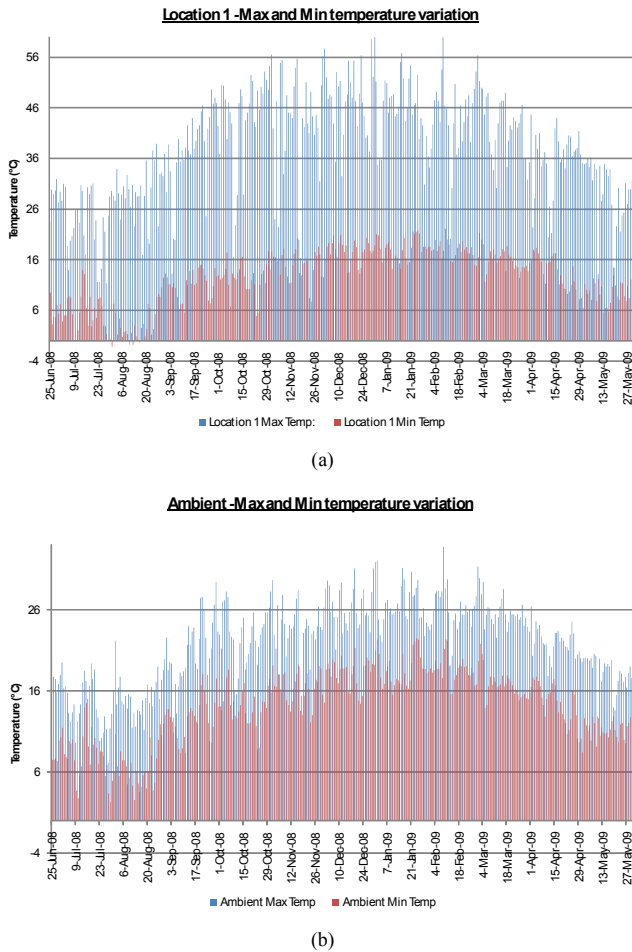 Location 1 -Max and Min temperature variation
Temperature (°C)
56
46
36
26
16
6
-4
25-Jun-08
9-Jul-08
23-Jul-08
6-Aug-08
20-Aug-08
3-Sep-08
17-Sep-08
1-Oct-08
15-Oct-08
29-Oct-08
12-Nov-08
26-Nov-08
10-Dec-08
24-Dec-08
7-Jan-09
21-Jan-09
4-Feb-09
18-Feb-09
4-Mar-09
18-Mar-09
1-Apr-09
15-Apr-09
29-Apr-09
13-May-09
27-May-09
Location 1 Max Temp:
Location 1 Min Temp
(a)
Ambient -Max and Min temperature variation
Temperature (°C)
26
16
6
-4
25-Jun-08
9-Jul-08
23-Jul-08
6-Aug-08
20-Aug-08
3-Sep-08
17-Sep-08
1-Oct-08
15-Oct-08
29-Oct-08
12-Nov-08
26-Nov-08
10-Dec-08
24-Dec-08
7-Jan-09
21-Jan-09
4-Feb-09
18-Feb-09
4-Mar-09
18-Mar-09
1-Apr-09
15-Apr-09
29-Apr-09
13-May-09
27-May-09
Ambient Max Temp
Ambient Min Temp
(b)